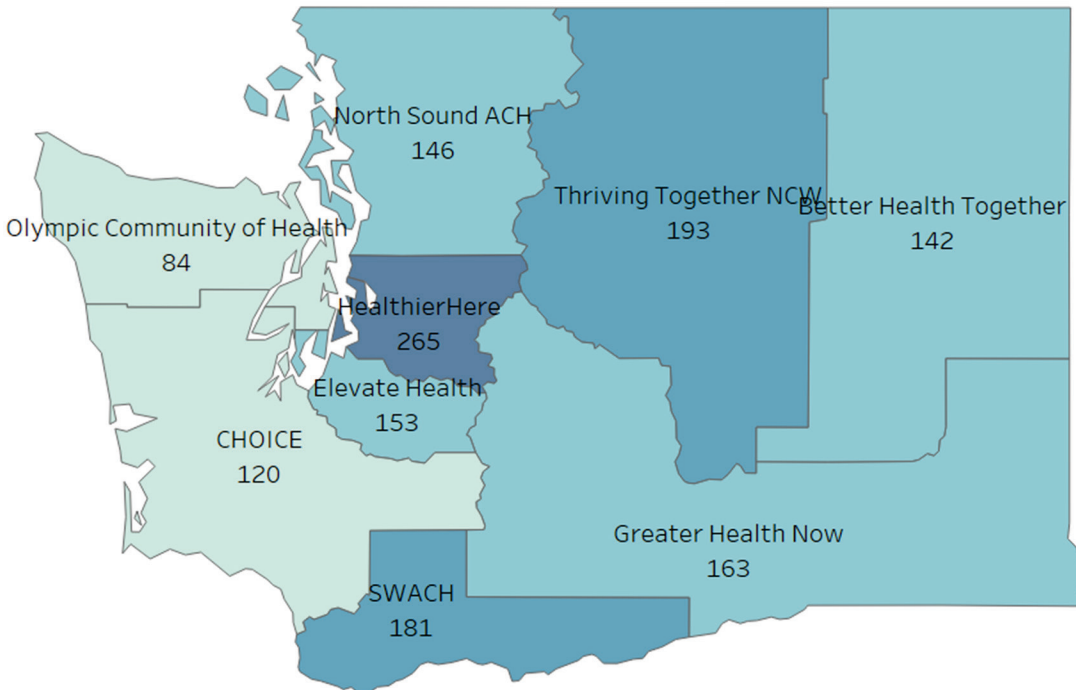 North Sound ACH
146
Thriving Together NCW
193
Better Health Together
142
Olympic Community of Health
84
HealthierHere
265
Elevate Health
153
CHOICE
120
Greater Health Now
163
SWACH
181